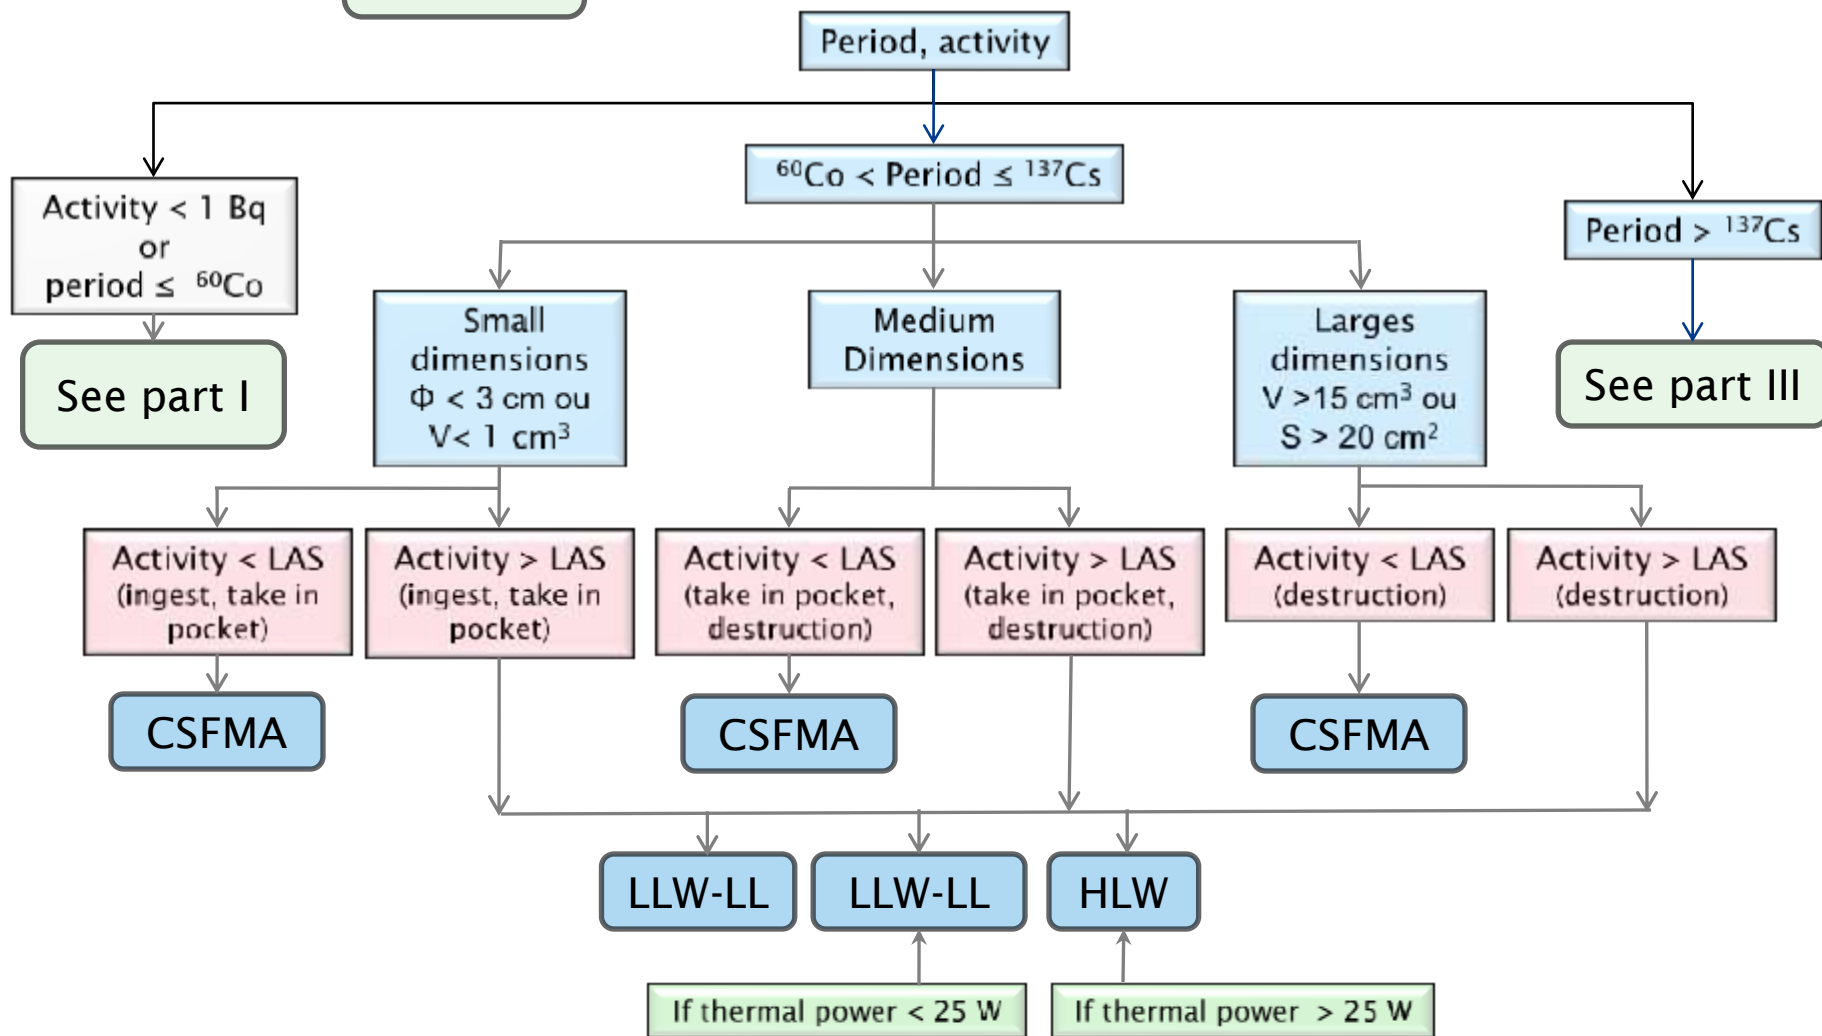 Period, activity
Activity < 1 Bq
or
period ≤ ⁶⁰Co
⁶⁰Co < Period ≤ ¹³⁷Cs
Period > ¹³⁷Cs
See part I
Small
dimensions
Φ < 3 cm ou
V< 1 cm³
Medium
Dimensions
Larges
dimensions
V >15 cm³ ou
S > 20 cm²
See part III
Activity < LAS
(ingest, take in
pocket)
Activity > LAS
(ingest, take in
pocket)
Activity < LAS
(take in pocket,
destruction)
Activity > LAS
(take in pocket,
destruction)
Activity < LAS
(destruction)
Activity > LAS
(destruction)
CSFMA
CSFMA
CSFMA
LLW-LL
LLW-LL
HLW
If thermal power < 25 W
If thermal power > 25 W